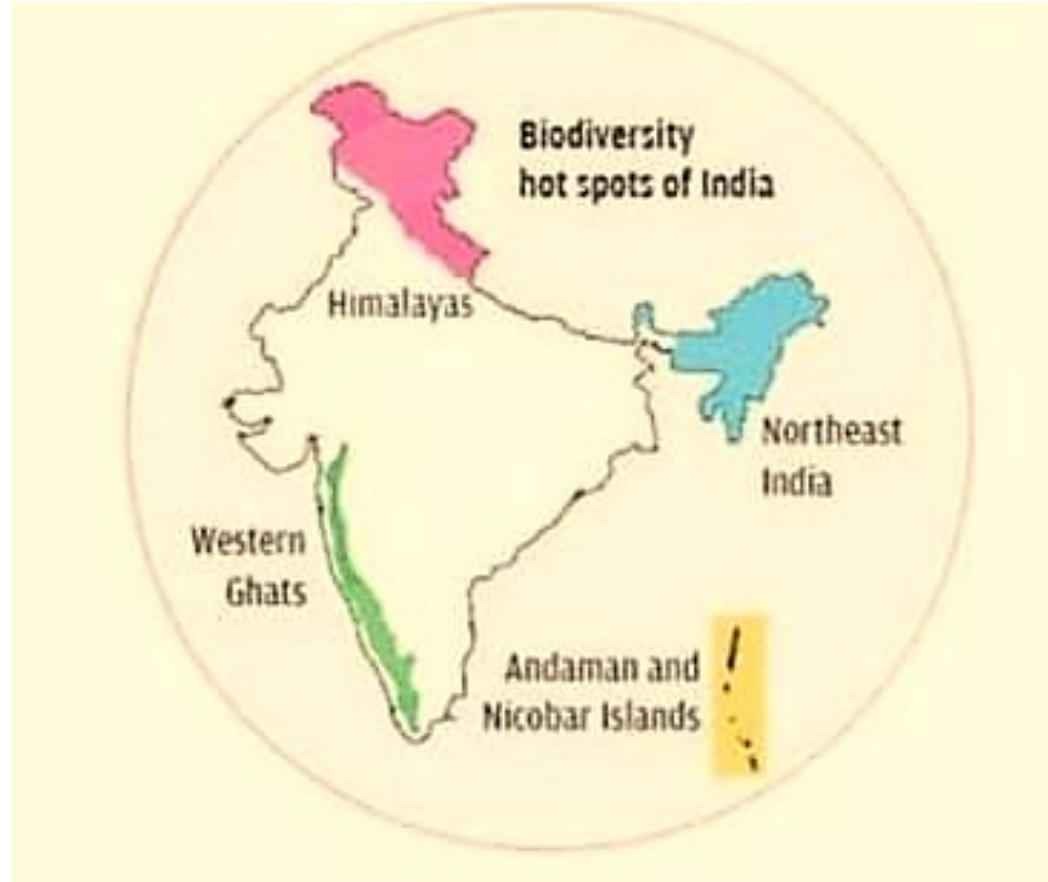 Biodiversity
hot spots of India
Himalayas
Northeast
India
Western
Ghats
Andaman and
Nicobar Islands